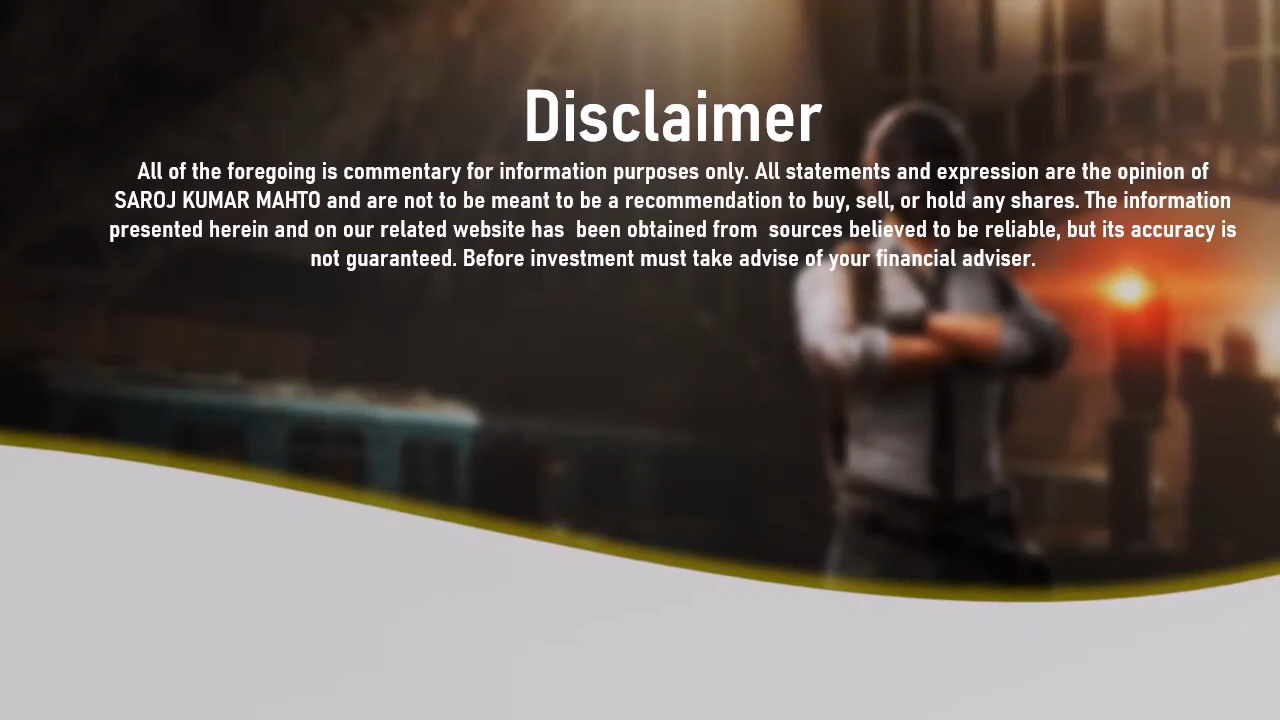 Disclaimer
All of the foregoing is commentary for information purposes only. All statements and expression are the opinion of
SAROJ KUMAR MAHTO and are not to be meant to be a recommendation to buy, sell, or hold any shares. The information
presented herein and on our related website has  been obtained from  sources believed to be reliable, but its accuracy is
not guaranteed. Before investment must take advise of your financial adviser.